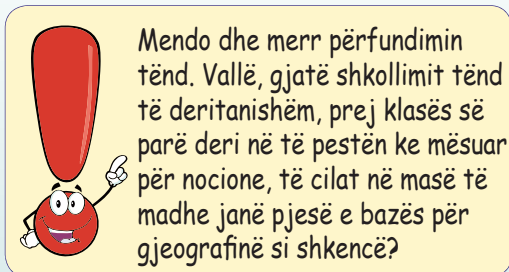 Mendo dhe merr përfundimin
tënd. Vallë, gjatë shkollimit tënd
të deritanishëm, prej klasës së
parë deri në të pestën ke mësuar
për nocione, të cilat në masë të
madhe janë pjesë e bazës për
gjeografinë si shkencë?